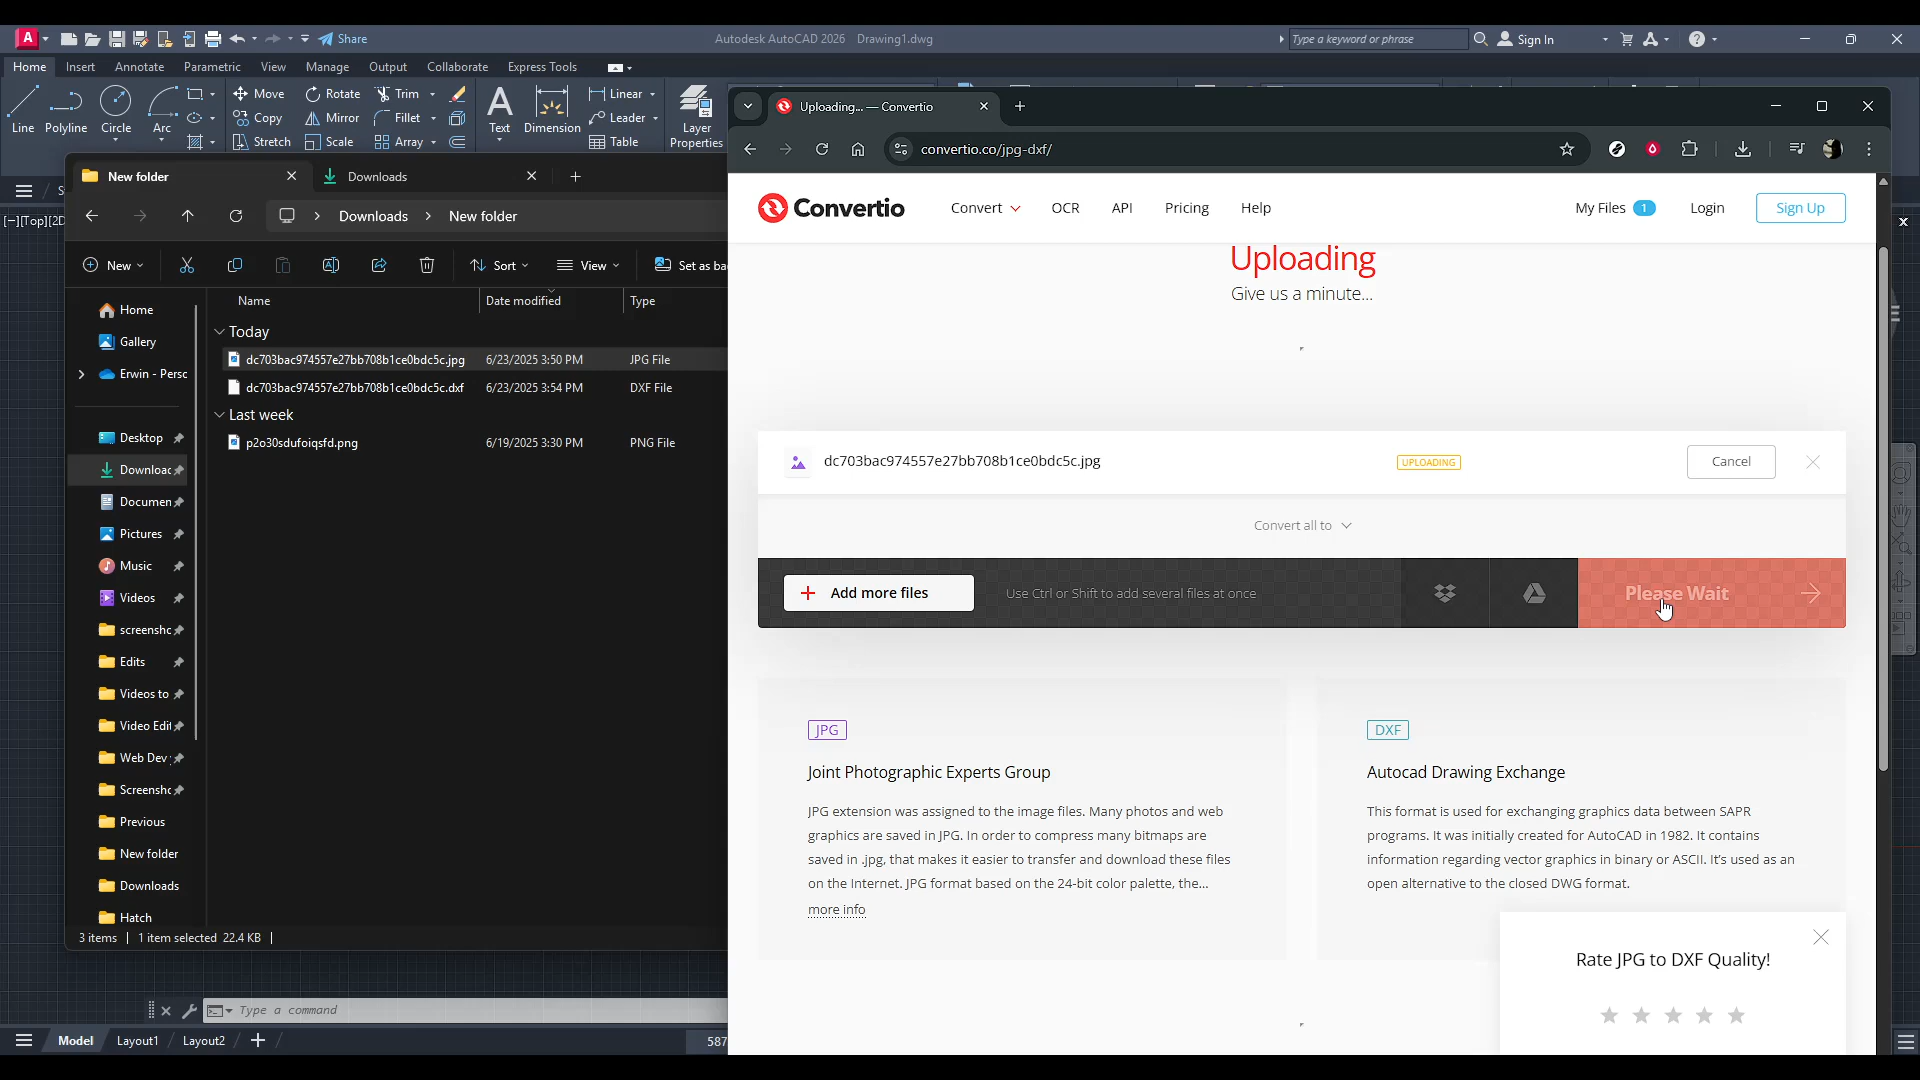 A
Share
Autodesk AutoCAD 2026 Drawing1.dwg
Type a keyword or phrase
Sign In
Home
Insert
Annotate
Parametric
View
Manage
Output
Collaborate
Express Tools
Line
Polyline
Circle
Arc
Move
Rotate
Trim
Copy
Mirror
Fillet
Stretch
Scale
Array
Text
Dimension
Linear
Leader
Table
Layer
Properties
[−][Top][2D
New folder
Downloads
Downloads
New folder
New
Sort
View
Set as ba
Name
Date modified
Type
Today
dc703bac974557e27bb708b1ce0bdc5c.jpg 6/23/2025 3:50 PM JPG File
dc703bac974557e27bb708b1ce0bdc5c.dxf 6/23/2025 3:54 PM DXF File
Last week
p2o30sdufoiqsfd.png 6/19/2025 3:30 PM PNG File
Home
Gallery
Erwin - Persc
Desktop
Downloac
Documen
Pictures
Music
Videos
screensho
Edits
Videos to
Video Edit
Web Dev
Screensho
Previous
New folder
Downloads
Hatch
3 items
1 item selected 22.4 KB
Type a command
Model
Layout1
Layout2
587
Uploading... — Convertio
convertio.co/jpg-dxf/
Convertio
Convert
OCR
API
Pricing
Help
My Files 1
Login
Sign Up
Uploading
Give us a minute...
dc703bac974557e27bb708b1ce0bdc5c.jpg
UPLOADING
Cancel
Convert all to
Add more files
Use Ctrl or Shift to add several files at once
Please Wait
JPG
Joint Photographic Experts Group
JPG extension was assigned to the image files. Many photos and web
graphics are saved in JPG. In order to compress many bitmaps are
saved in .jpg, that makes it easier to transfer and download these files
on the Internet. JPG format based on the 24-bit color palette, the...
more info
DXF
Autocad Drawing Exchange
This format is used for exchanging graphics data between SAPR
programs. It was initially created for AutoCAD in 1982. It contains
information regarding vector graphics in binary or ASCII. It's used as an
open alternative to the closed DWG format.
Rate JPG to DXF Quality!